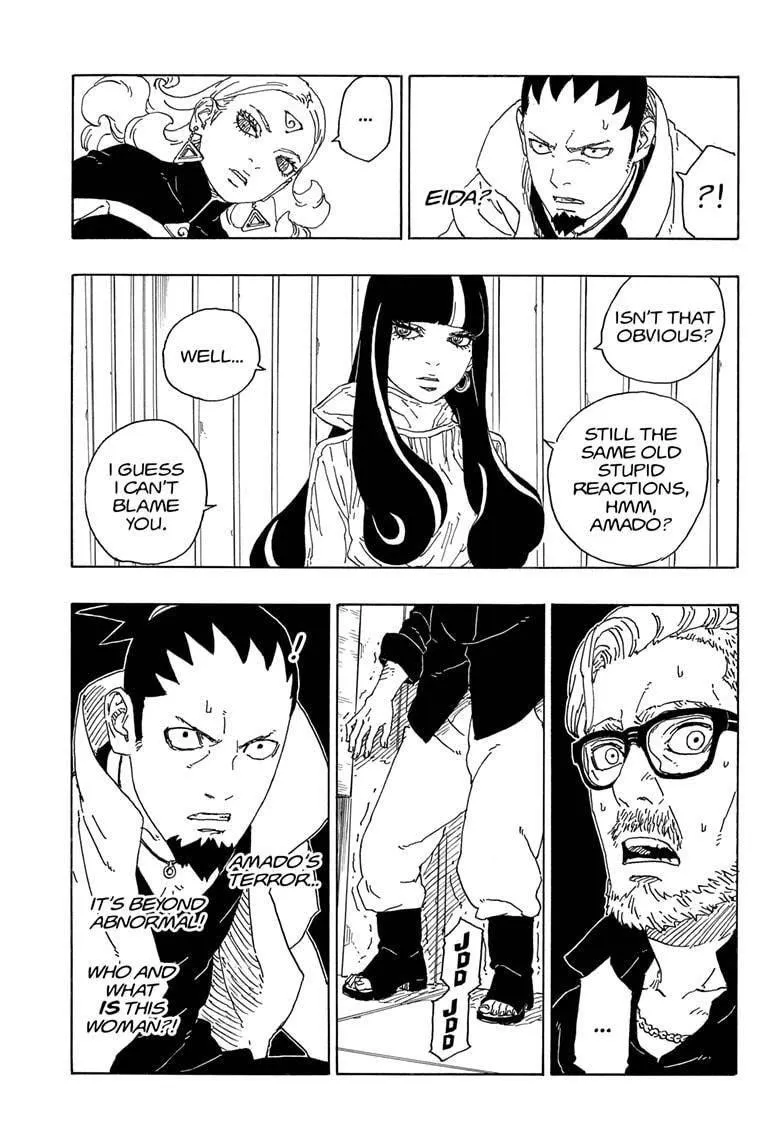 ?!
EIDA?
...
ISN'T THAT
OBVIOUS?
STILL THE
SAME OLD
STUPID
REACTIONS,
HMM,
AMADO?
WELL...
I GUESS
I CAN'T
BLAME
YOU.
...
JDD JDD
!
AMADO'S
TERROR...
IT'S BEYOND
ABNORMAL!
WHO AND
WHAT
IS THIS
WOMAN?!